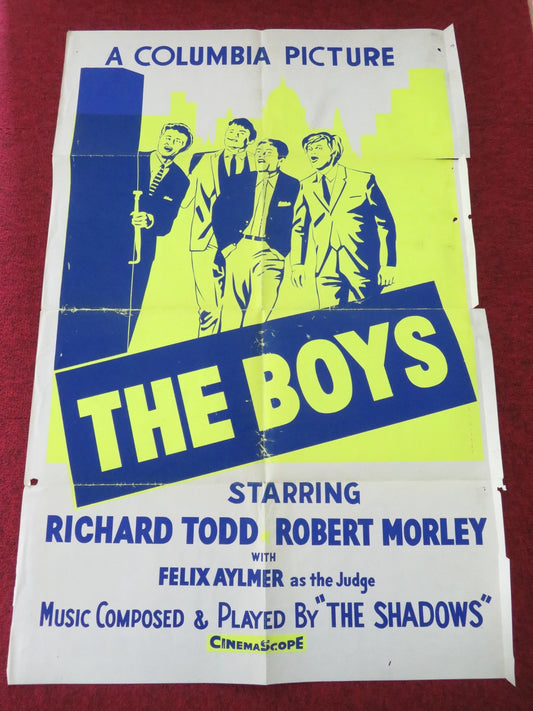 A COLUMBIA PICTURE
THE BOYS
STARRING
RICHARD TODD ROBERT MORLEY
WITH
FELIX AYLMER as the Judge
MUSIC COMPOSED & PLAYED BY "THE SHADOWS"
CINEMASCOPE